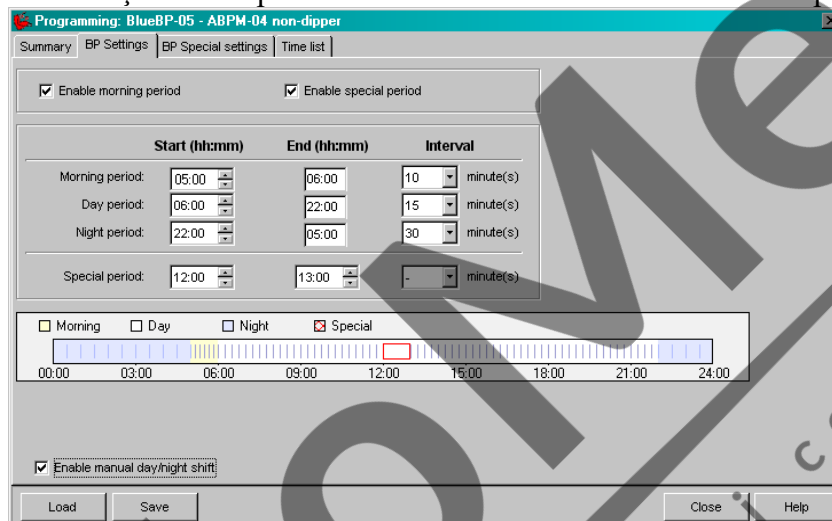 Programming: BlueBP-05 - ABPM-04 non-dipper
Summary BP Settings BP Special settings Time list
Enable morning period Enable special period
Start (hh:mm) End (hh:mm) Interval
Morning period: 05:00 06:00 10 minute(s)
Day period: 06:00 22:00 15 minute(s)
Night period: 22:00 05:00 30 minute(s)
Special period: 12:00 13:00 - minute(s)
Morning Day Night Special
00:00 03:00 06:00 09:00 12:00 15:00 18:00 21:00 24:00
Enable manual day/night shift
Load Save Close Help